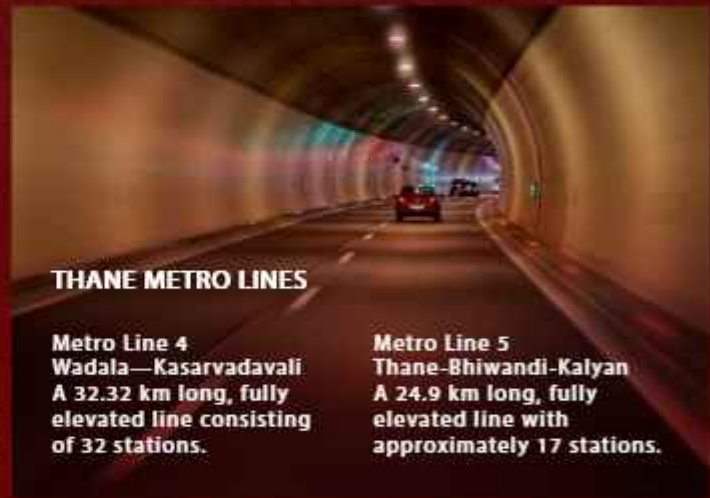 THANE METRO LINES
Metro Line 4
Wadala—Kasarvadavali
A 32.32 km long, fully
elevated line consisting
of 32 stations.
Metro Line 5
Thane-Bhiwandi-Kalyan
A 24.9 km long, fully
elevated line with
approximately 17 stations.